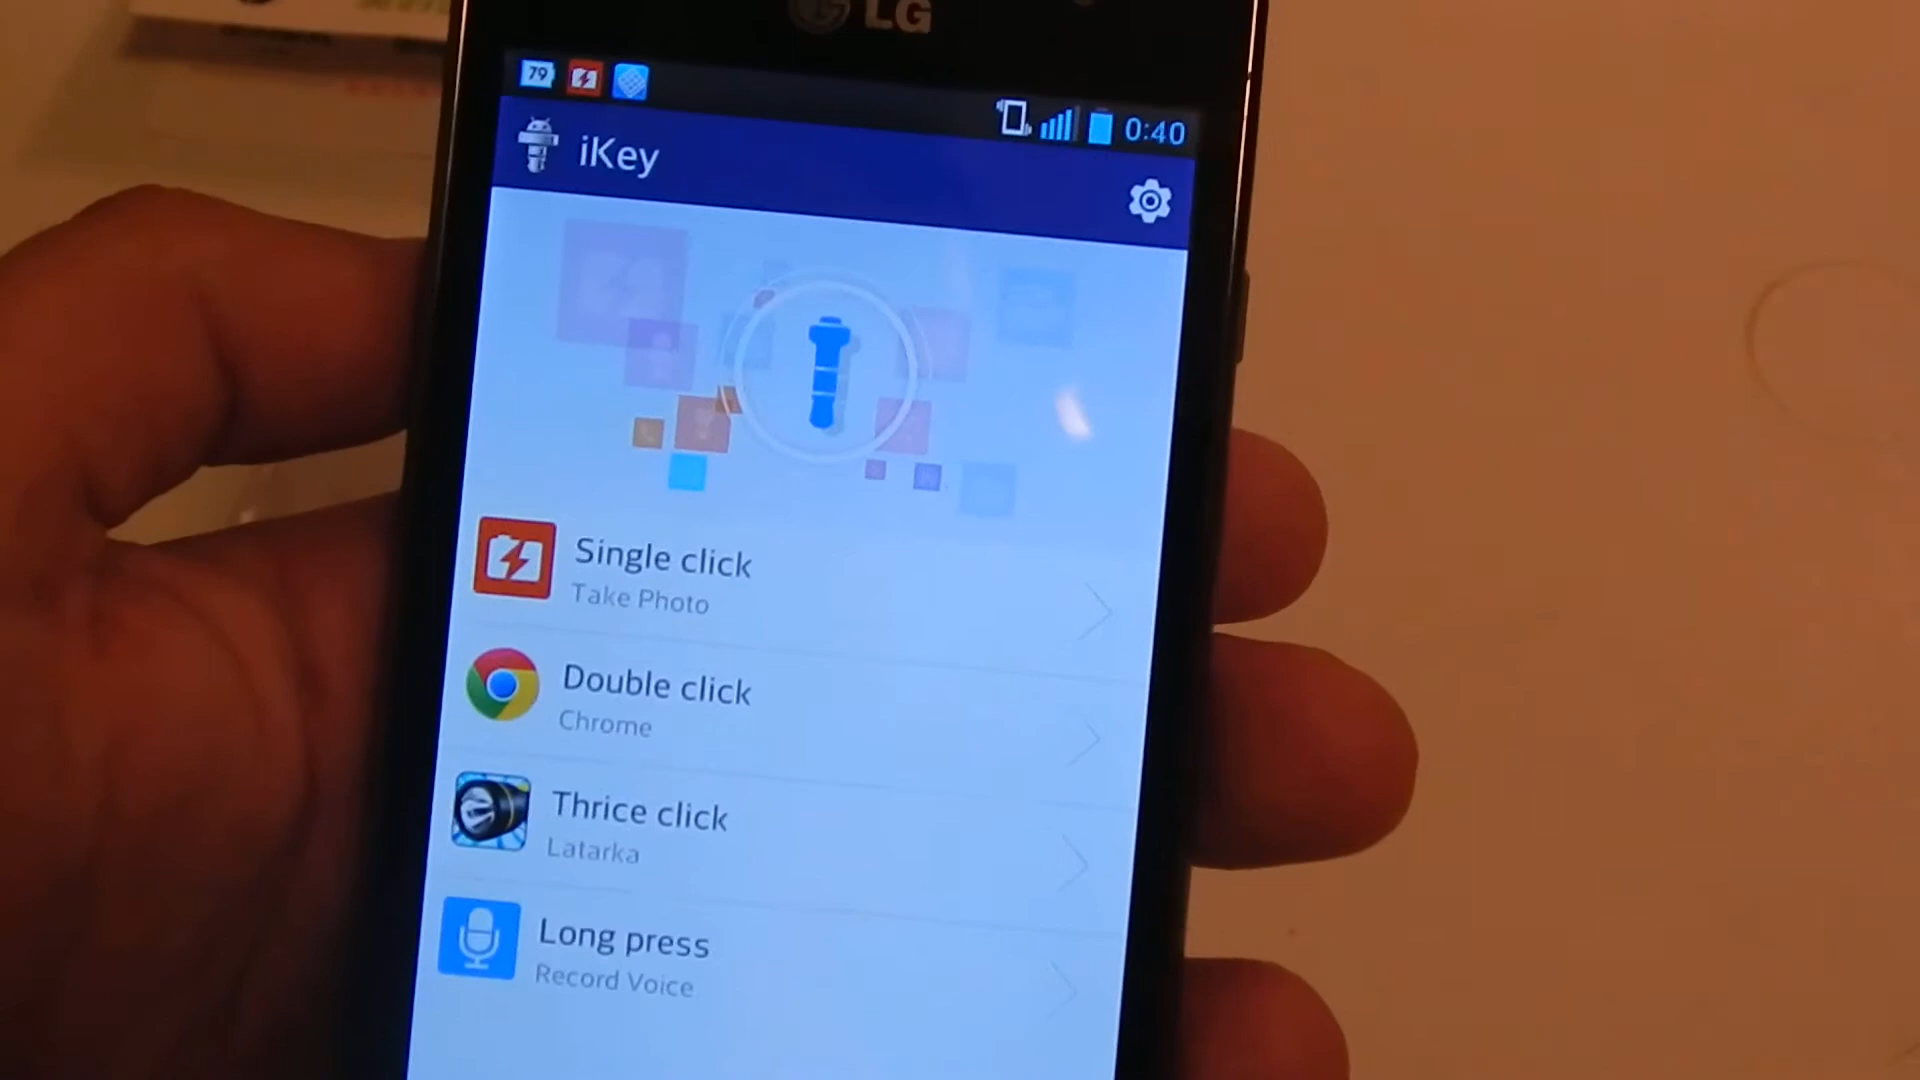 LG
79
0:40
iKey
Single click
Take Photo
Double click
Chrome
Thrice click
Latarka
Long press
Record Voice